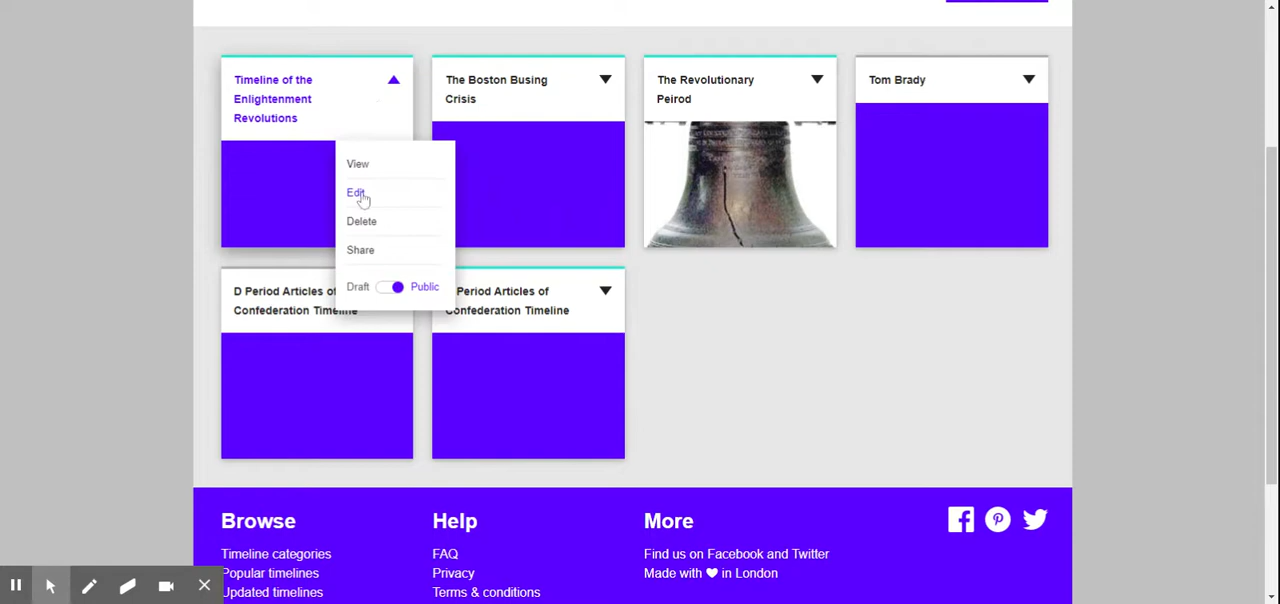 Timeline of the
Enlightenment
Revolutions
The Boston Busing
Crisis
The Revolutionary
Peirod
Tom Brady
View
Edit
Delete
Share
Draft
Public
D Period Articles of
Confederation Timeline
Period Articles of
Confederation Timeline
Browse
Timeline categories
Popular timelines
Updated timelines
Help
FAQ
Privacy
Terms & conditions
More
Find us on Facebook and Twitter
Made with ♥ in London